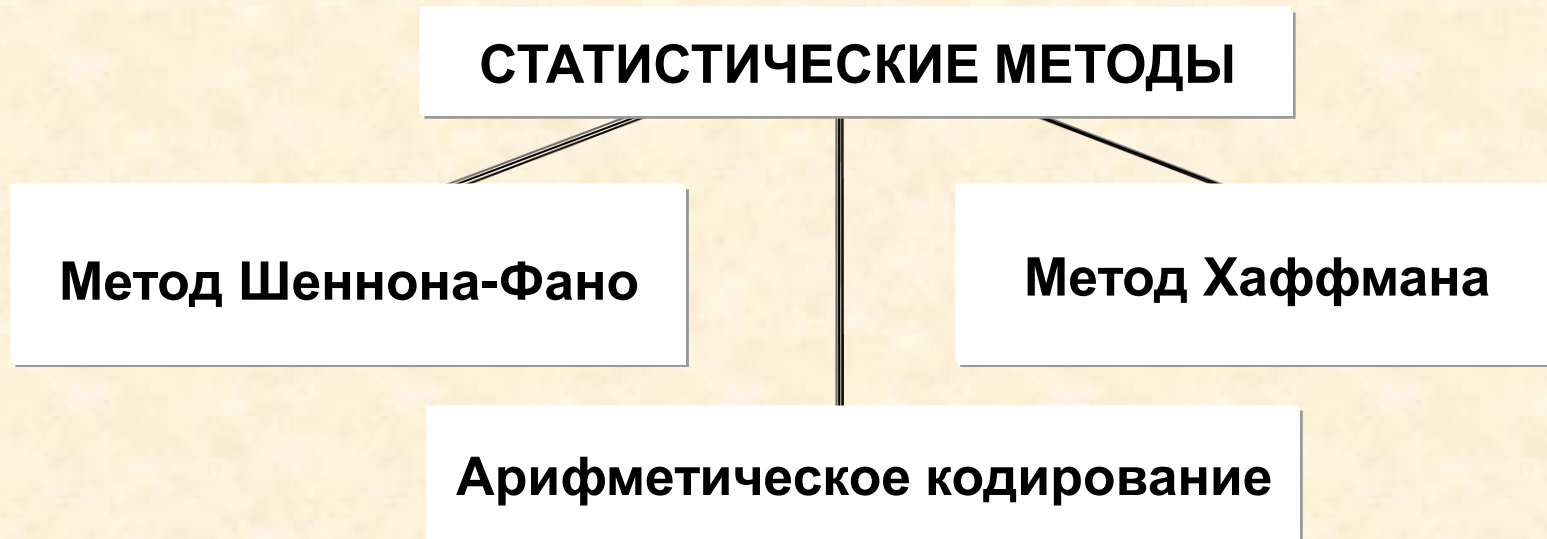 СТАТИСТИЧЕСКИЕ МЕТОДЫ
Метод Шеннона-Фано
Метод Хаффмана
Арифметическое кодирование